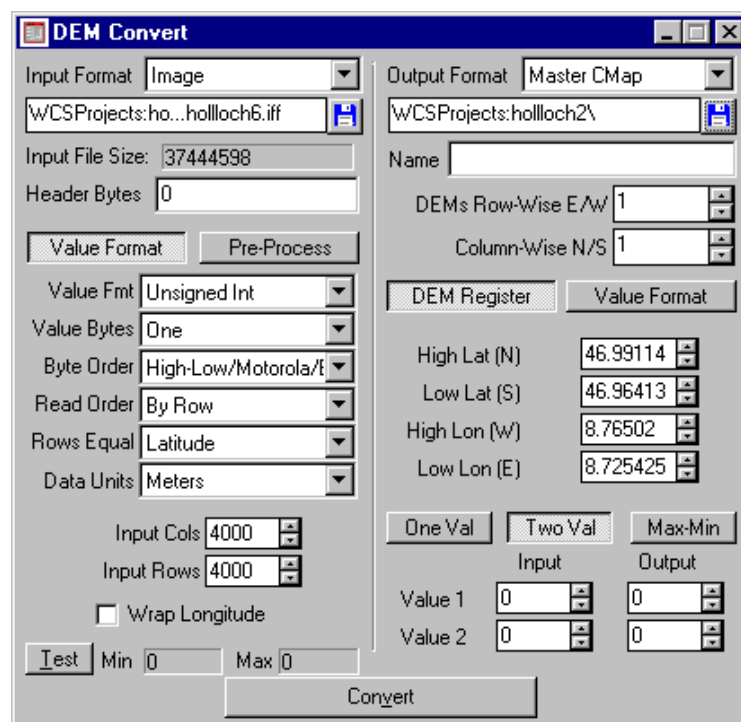 DEM Convert
Input Format Image
WCSProjects:ho...hollloch6.iff
Input File Size: 37444598
Header Bytes 0
Value Format Pre-Process
Value Fmt Unsigned Int
Value Bytes One
Byte Order High-Low/Motorola/E
Read Order By Row
Rows Equal Latitude
Data Units Meters
Input Cols 4000
Input Rows 4000
Wrap Longitude
Test Min 0 Max 0
Output Format Master CMap
WCSProjects:hollloch2\
Name
DEMs Row-Wise E/W 1
Column-Wise N/S 1
DEM Register Value Format
High Lat (N) 46.99114
Low Lat (S) 46.96413
High Lon (W) 8.76502
Low Lon (E) 8.725425
One Val Two Val Max-Min
Input Output
Value 1 0 0
Value 2 0 0
Convert